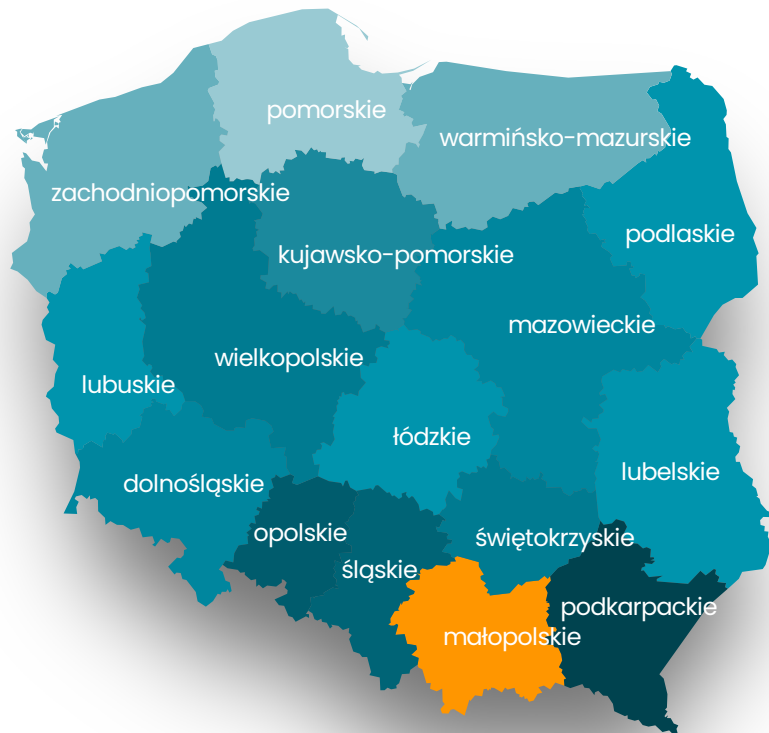 pomorskie
warmińsko-mazurskie
zachodniopomorskie
podlaskie
kujawsko-pomorskie
mazowieckie
wielkopolskie
lubuskie
łódzkie
lubelskie
dolnośląskie
opolskie
świętokrzyskie
śląskie
podkarpackie
małopolskie